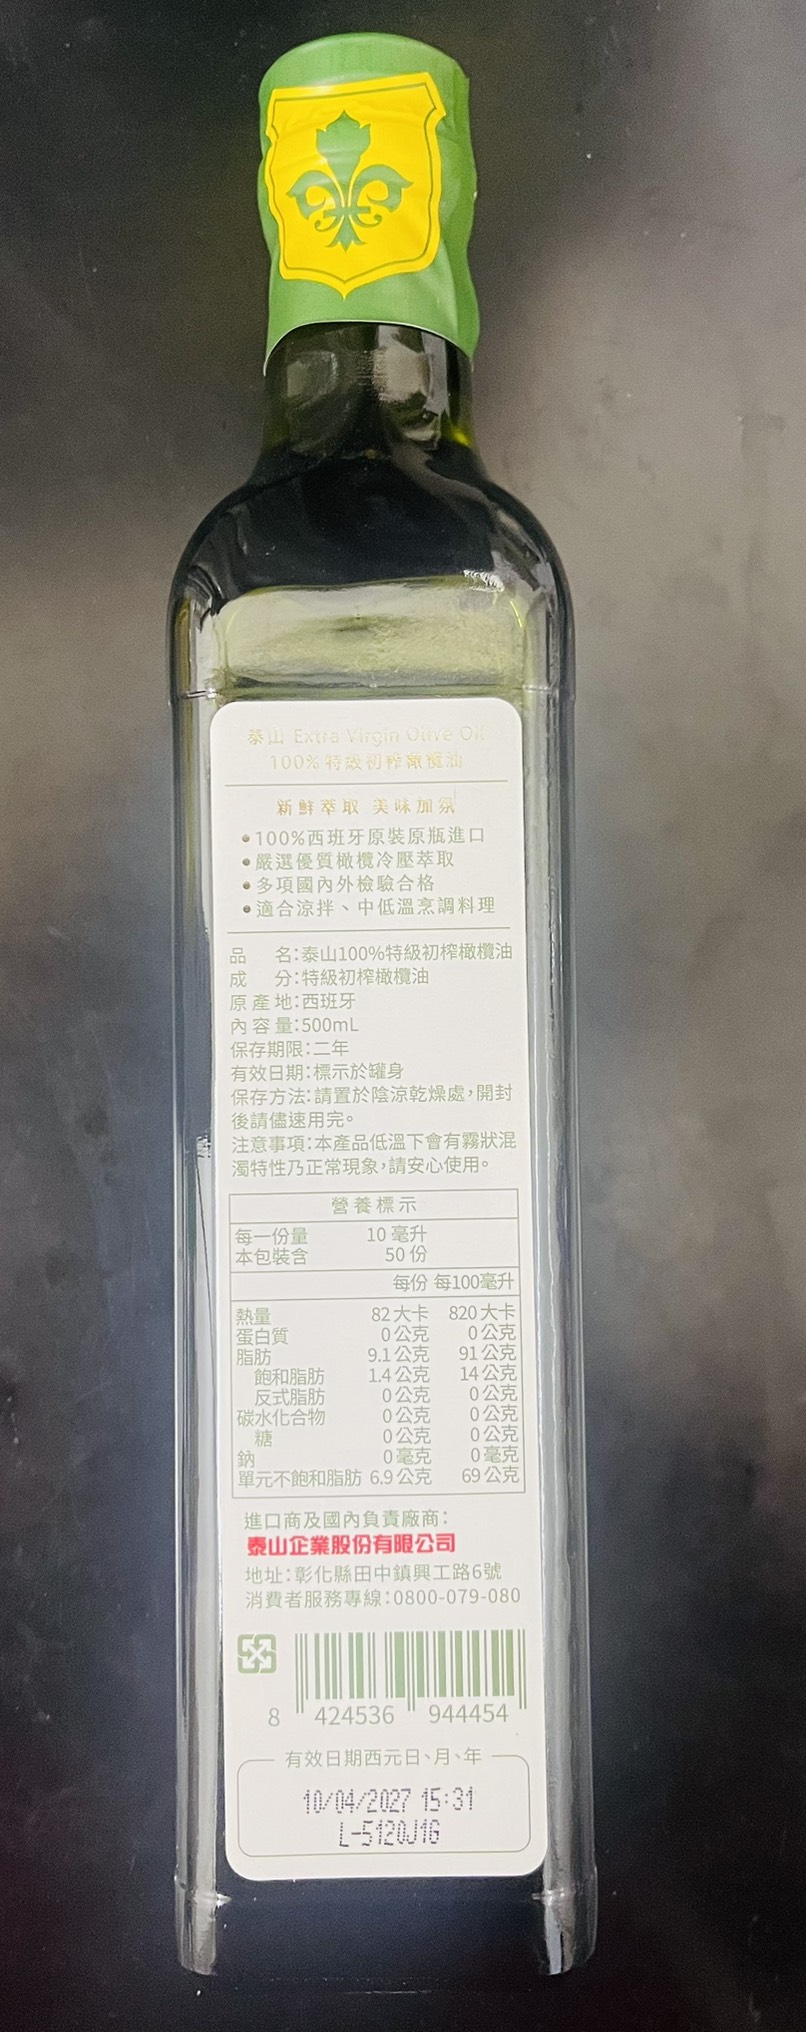 泰山 Extra Virgin Olive Oil
100%特級初榨橄欖油
新鮮萃取 美味加氛
•100%西班牙原裝原瓶進口
•嚴選優質橄欖冷壓萃取
•多項國內外檢驗合格
•適合涼拌、中低溫烹調料理
品 名:泰山100%特級初榨橄欖油
成 分:特級初榨橄欖油
原產地:西班牙
內容量:500mL
保存期限:二年
有效日期:標示於罐身
保存方法:請置於陰涼乾燥處,開封
後請儘速用完。
注意事項:本產品低溫下會有霧狀混
濁特性乃正常現象,請安心使用。
營養標示
每一份量 10 毫升
本包裝含 50 份
每份 每100毫升
熱量 82 大卡 820 大卡
蛋白質 0 公克 0 公克
脂肪 9.1 公克 91 公克
飽和脂肪 1.4 公克 14 公克
反式脂肪 0 公克 0 公克
碳水化合物 0 公克 0 公克
糖 0 公克 0 公克
鈉 0 毫克 0 毫克
單元不飽和脂肪 6.9 公克 69 公克
進口商及國內負責廠商:
泰山企業股份有限公司
地址:彰化縣田中鎮興工路6號
消費者服務專線:0800-079-080
8 424536 944454
有效日期西元日、月、年
10/04/2027 15:31
L-5120J1G